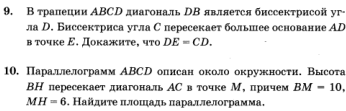 9. В трапеции ABCD диагональ DB является биссектрисой уг-
ла D. Биссектриса угла C пересекает большее основание AD
в точке E. Докажите, что DE = CD.
10. Параллелограмм ABCD описан около окружности. Высота
BH пересекает диагональ AC в точке M, причем BM = 10,
MH = 6. Найдите площадь параллелограмма.